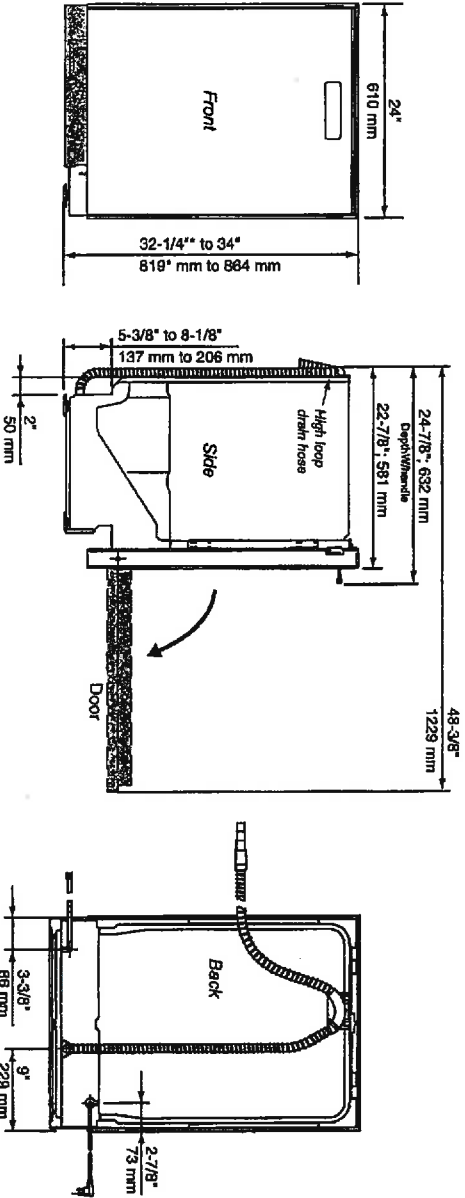 24"
610 mm
Front
32-1/4"* to 34"
819* mm to 864 mm
48-3/8"
1229 mm
24-7/8"; 632 mm
DepthW/handle
22-7/8"; 581 mm
5-3/8" to 8-1/8"
137 mm to 206 mm
High loop
drain hose
Side
2"
50 mm
Door
Back
3-3/8"
86 mm
9"
229 mm
2-7/8"
73 mm